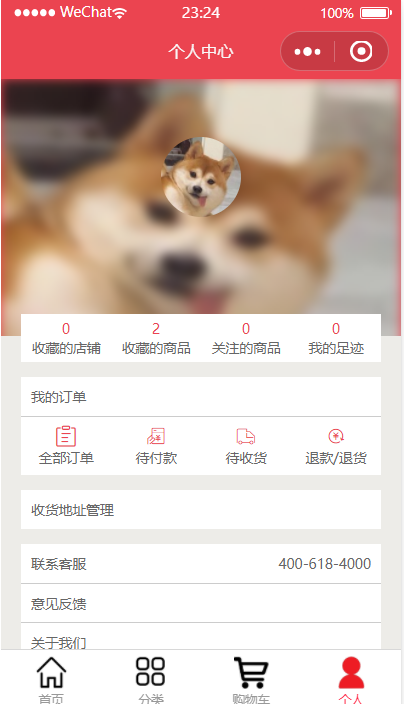 WeChat 23:24 100%
个人中心
0 2 0 0
收藏的店铺 收藏的商品 关注的商品 我的足迹
我的订单
全部订单 待付款 待收货 退款/退货
收货地址管理
联系客服 400-618-4000
意见反馈
关于我们
首页 分类 购物车 个人